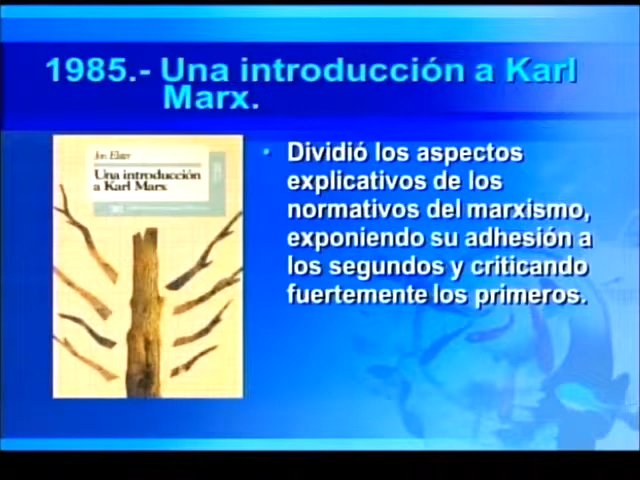 1985.- Una introducción a Karl
Marx.
Jon Elster
Una introducción
a Karl Marx
• Dividió los aspectos
explicativos de los
normativos del marxismo,
exponiendo su adhesión a
los segundos y criticando
fuertemente los primeros.